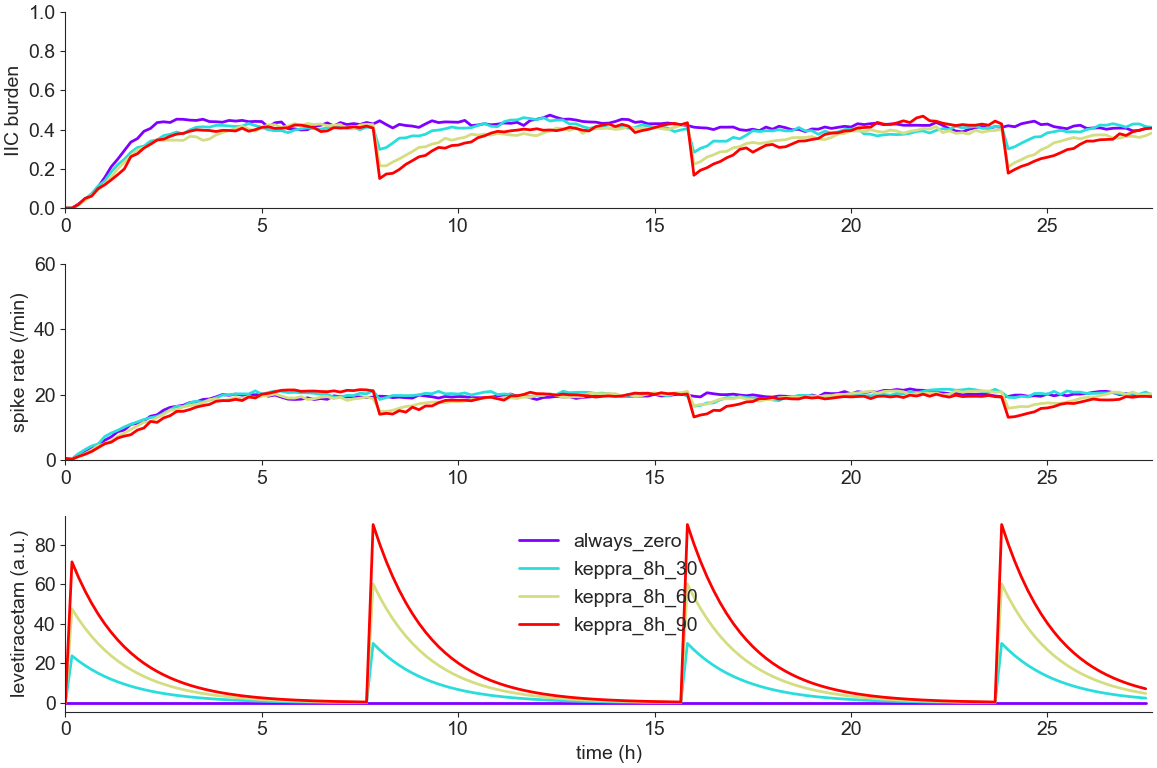 IIC burden
1.0
0.8
0.6
0.4
0.2
0.0
0 5 10 15 20 25
spike rate (/min)
60
40
20
0
0 5 10 15 20 25
levetiracetam (a.u.)
80
60
40
20
0
always_zero
keppra_8h_30
keppra_8h_60
keppra_8h_90
0 5 10 15 20 25
time (h)